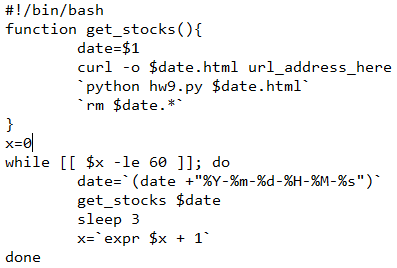 #!/bin/bash
function get_stocks(){
        date=$1
        curl -o $date.html url_address_here
        `python hw9.py $date.html`
        `rm $date.*`
}
x=0
while [[ $x -le 60 ]]; do
        date=`(date +"%Y-%m-%d-%H-%M-%s")`
        get_stocks $date
        sleep 3
        x=`expr $x + 1`
done